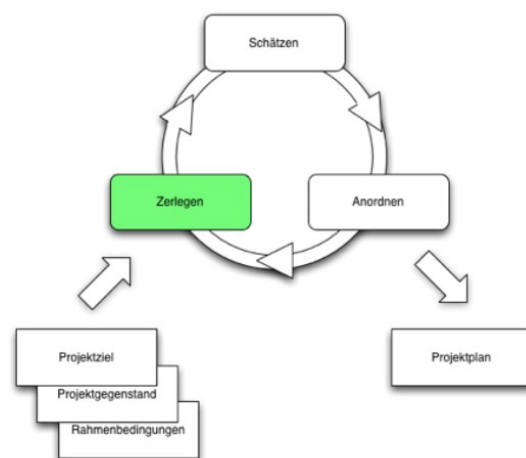 Schätzen
Zerlegen
Anordnen
Projektziel
Projektgegenstand
Rahmenbedingungen
Projektplan